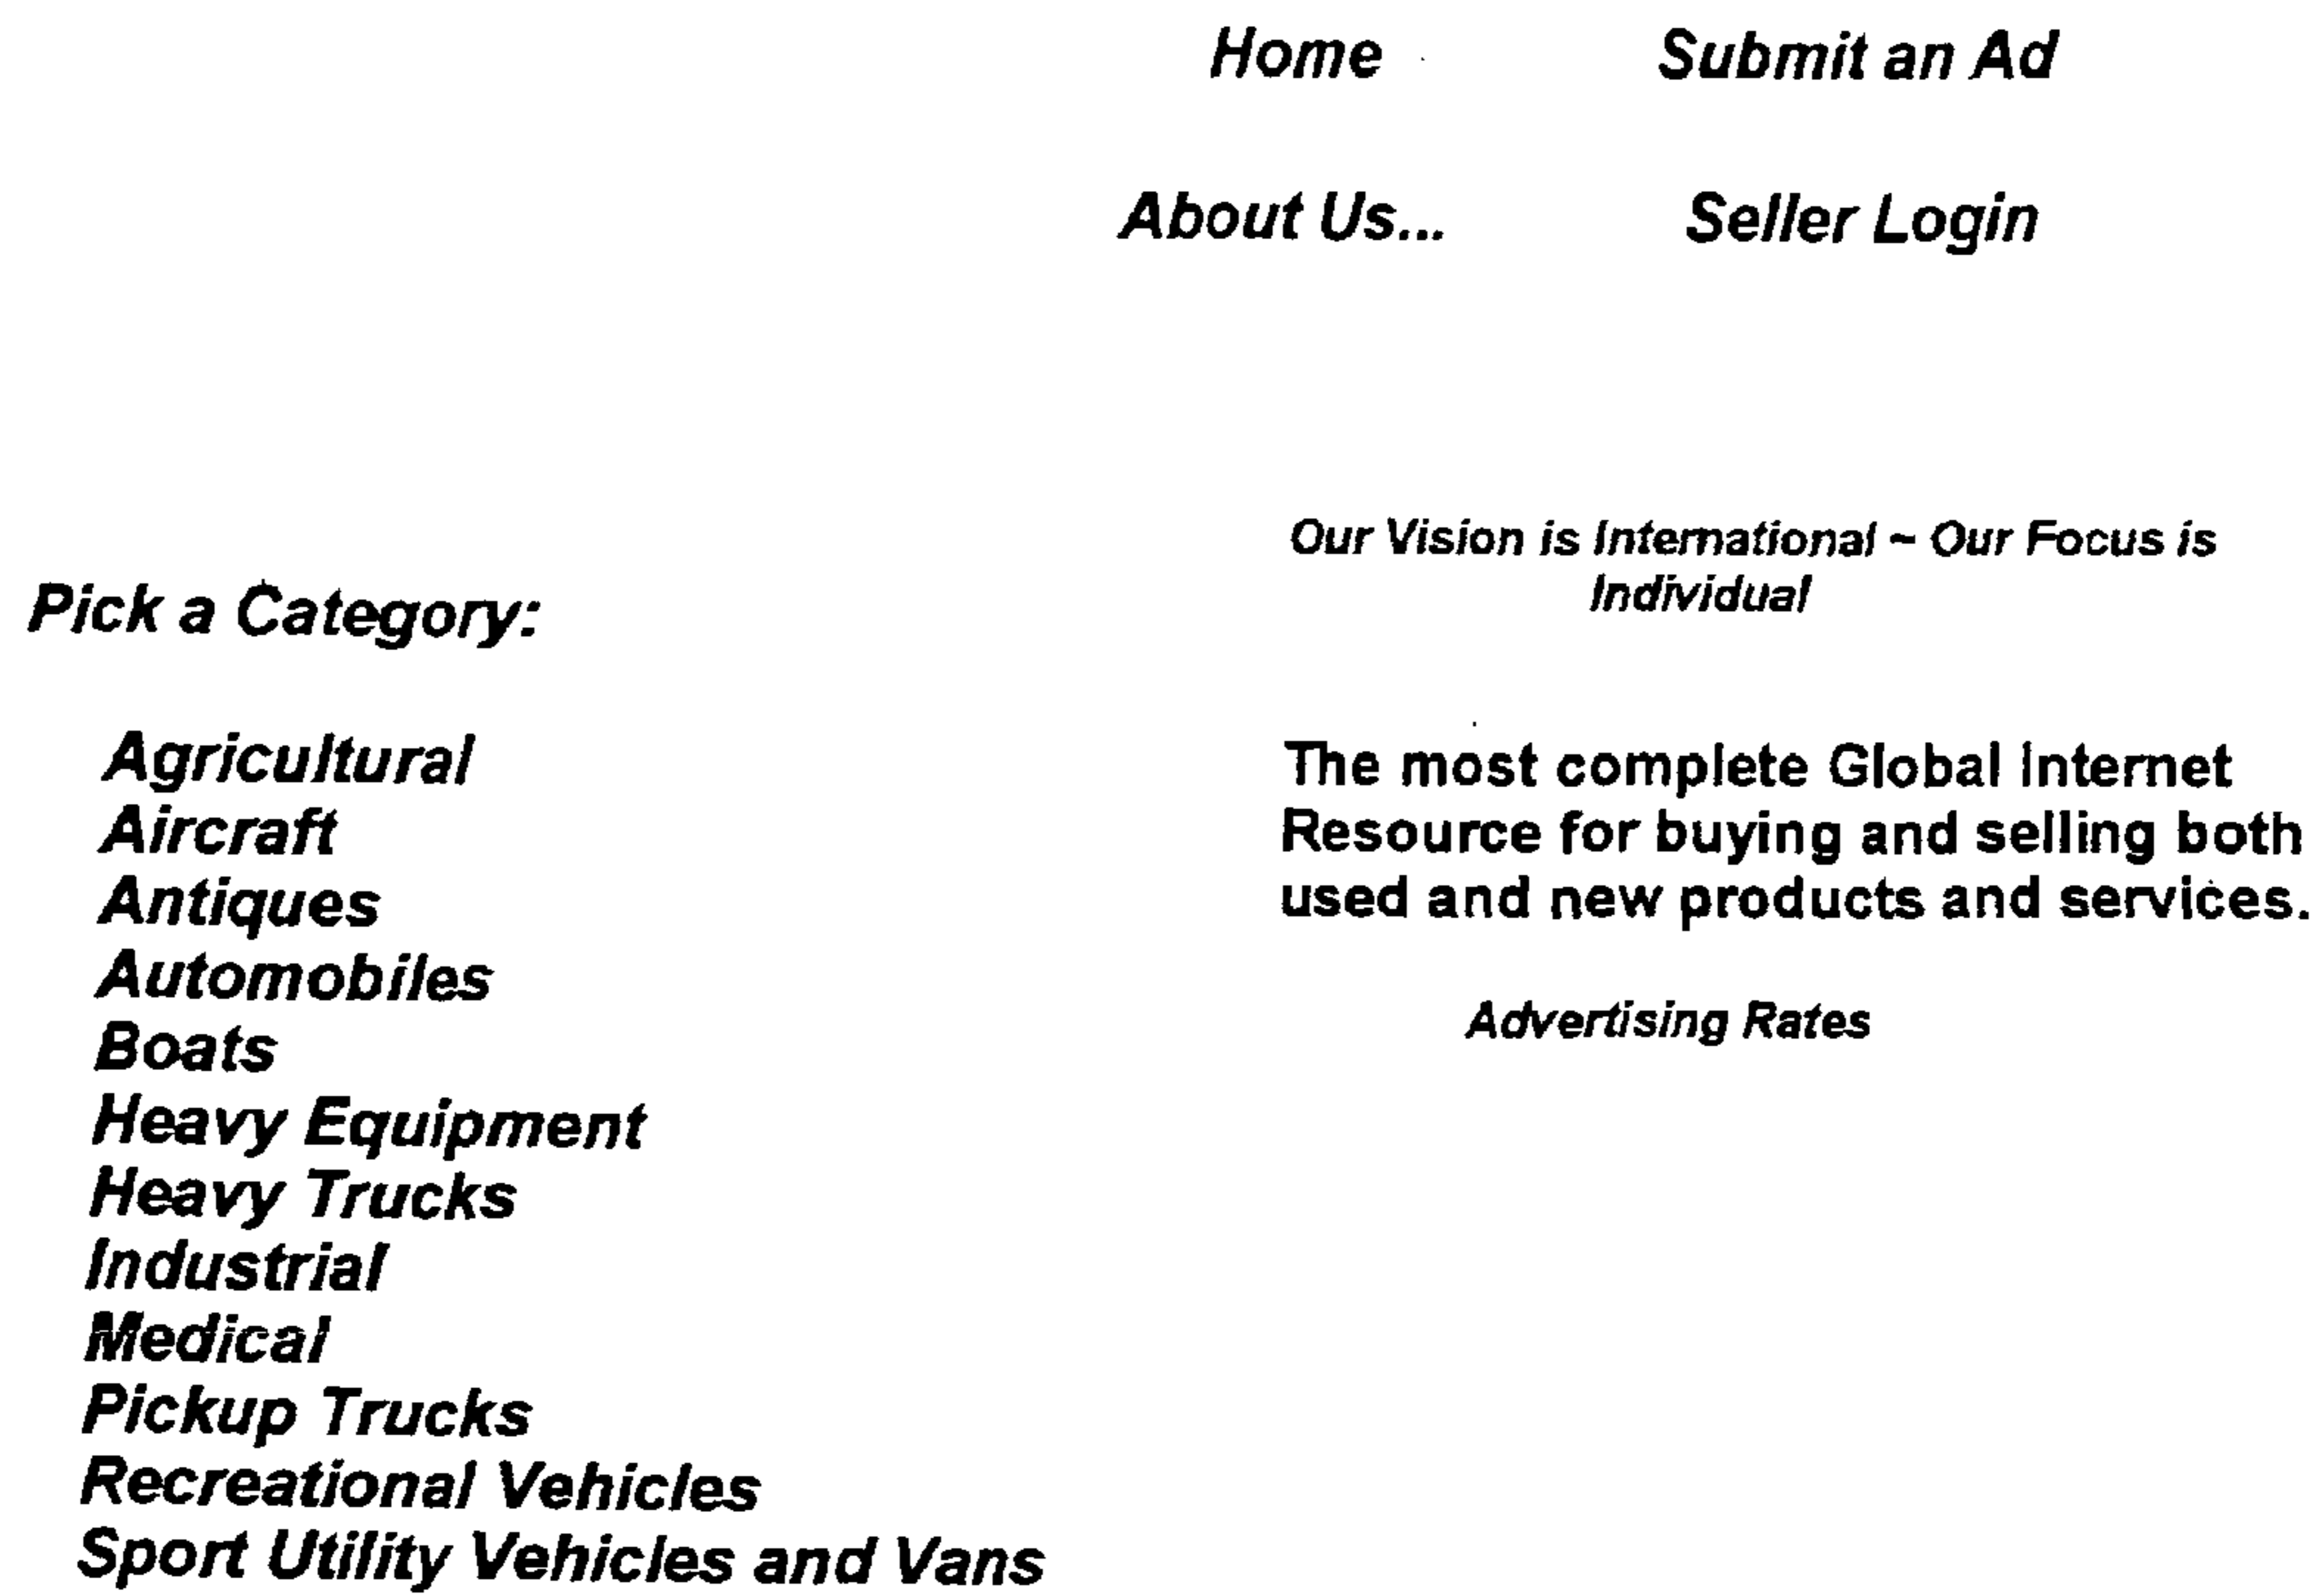 Home Submit an Ad
About Us... Seller Login
Our Vision is International ~ Our Focus is
Individual
Pick a Category:
Agricultural
Aircraft
Antiques
Automobiles
Boats
Heavy Equipment
Heavy Trucks
Industrial
Medical
Pickup Trucks
Recreational Vehicles
Sport Utility Vehicles and Vans
The most complete Global Internet
Resource for buying and selling both
used and new products and services.
Advertising Rates